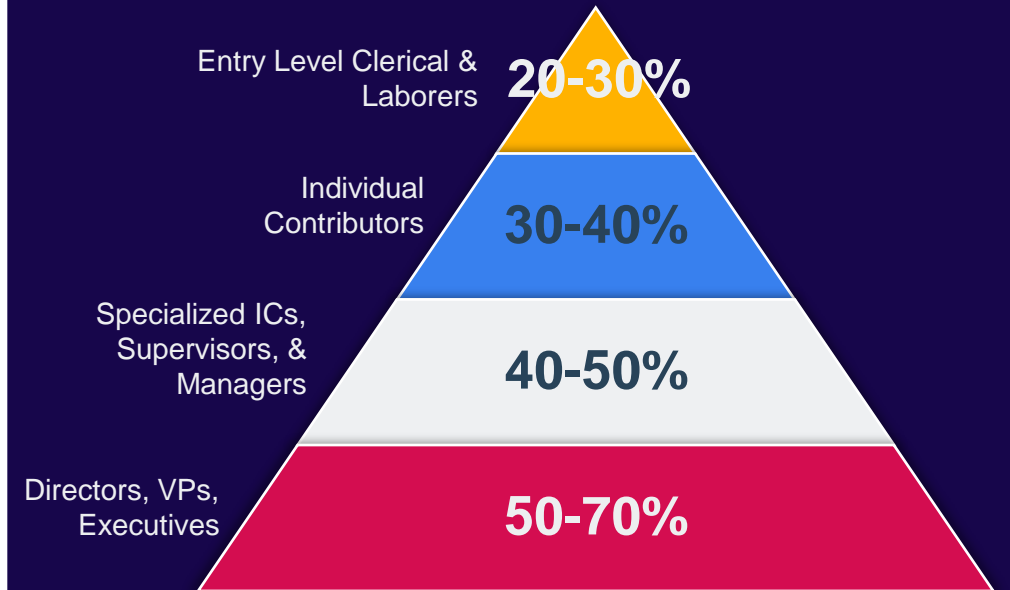 Entry Level Clerical &
Laborers
20-30%
Individual
Contributors
30-40%
Specialized ICs,
Supervisors, &
Managers
40-50%
Directors, VPs,
Executives
50-70%